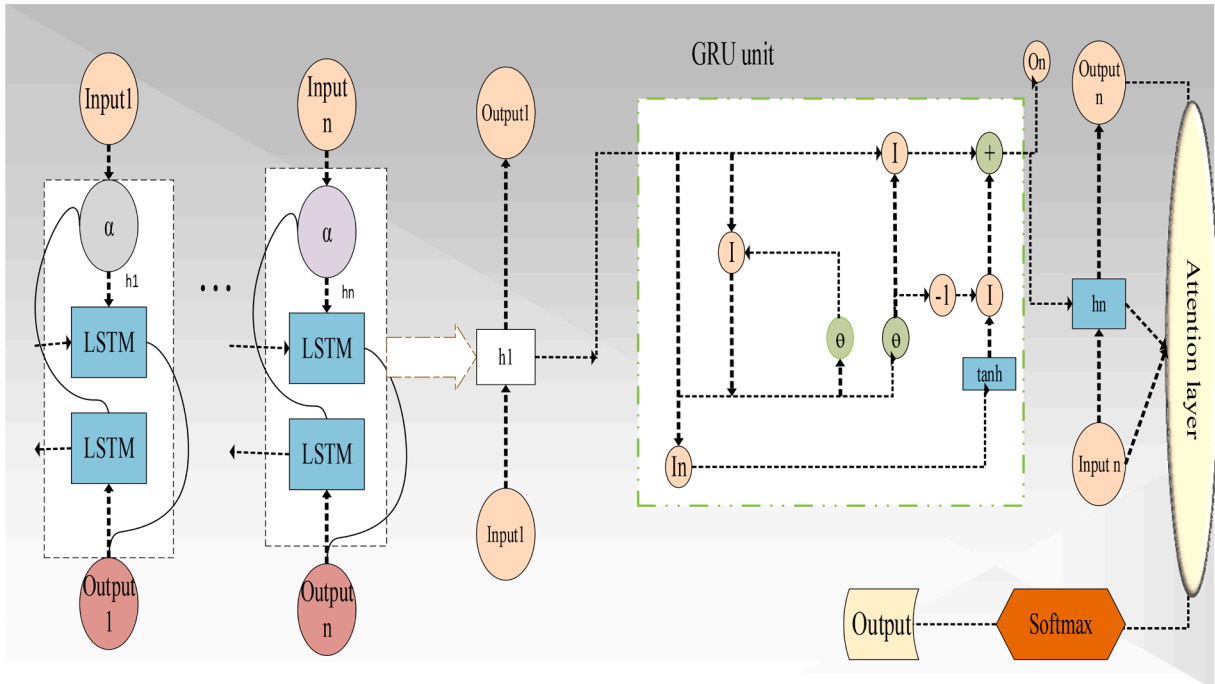 GRU unit
Input1
Input
n
Output1
On
Output
n
α
h1
α
hn
LSTM
LSTM
LSTM
LSTM
h1
Input1
Output
1
Output
n
I
+
I
-1
I
θ
θ
tanh
In
hn
Input n
Attention layer
Output
Softmax